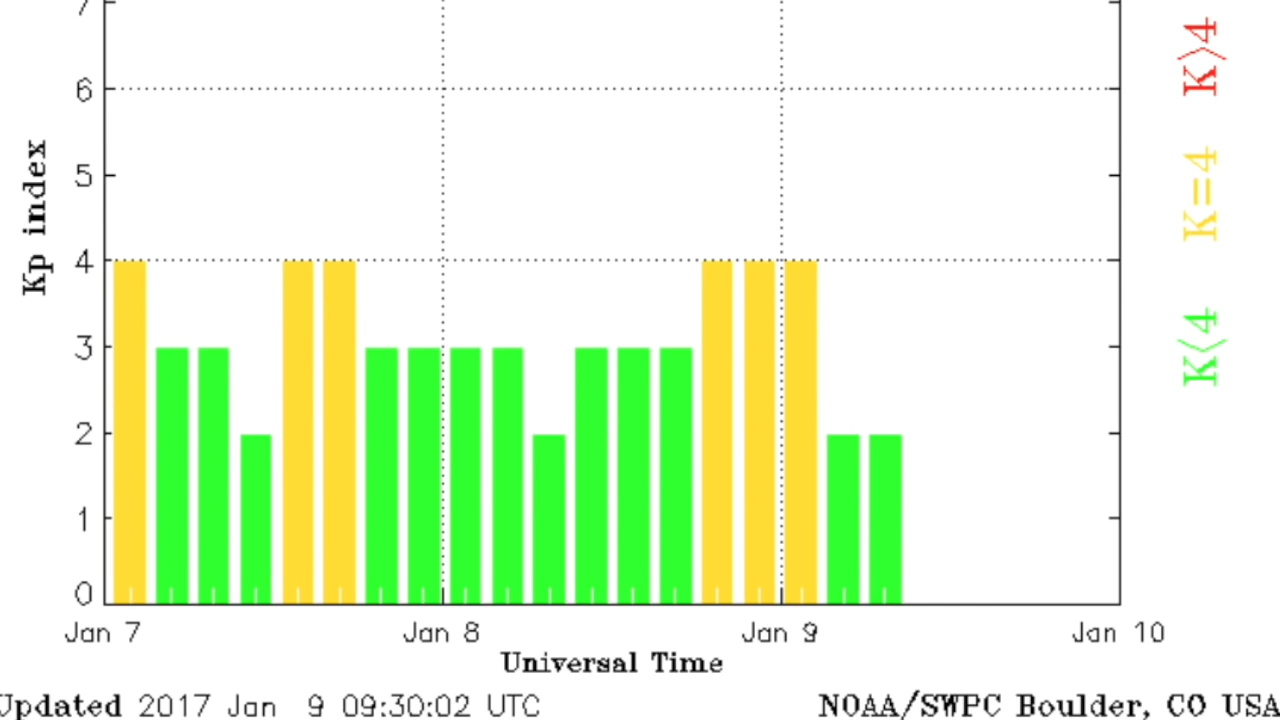 7
6
5
4
3
2
1
0
Kp index
K>4
K=4
K<4
Jan 7 Jan 8 Jan 9 Jan 10
Universal Time
Updated 2017 Jan 9 09:30:02 UTC
NOAA/SWPC Boulder, CO USA